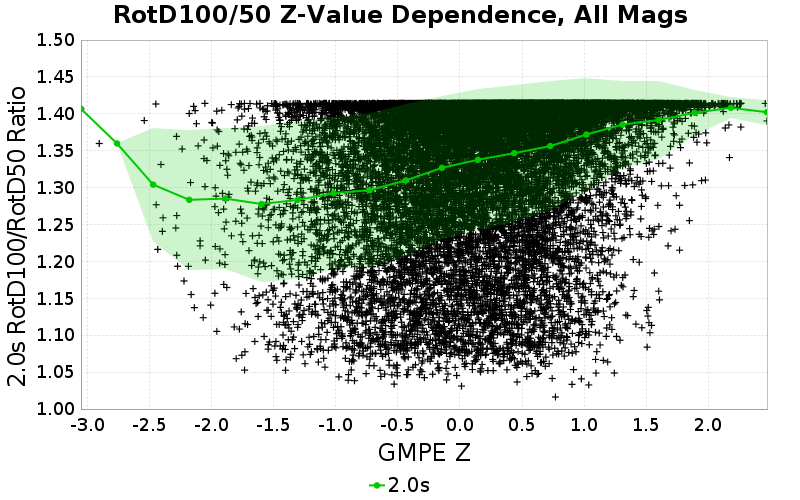 RotD100/50 Z-Value Dependence, All Mags
2.0s RotD100/RotD50 Ratio
1.50
1.45
1.40
1.35
1.30
1.25
1.20
1.15
1.10
1.05
1.00
-3.0 -2.5 -2.0 -1.5 -1.0 -0.5 0.0 0.5 1.0 1.5 2.0
GMPE Z
2.0s